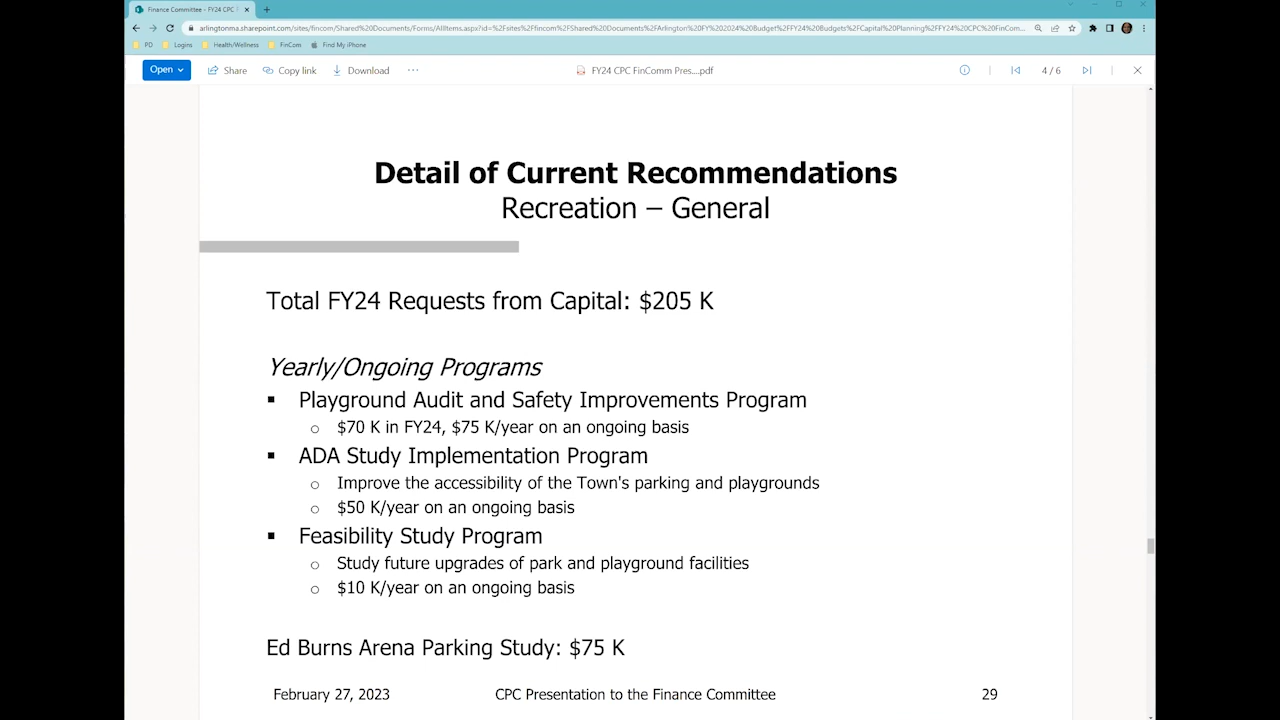 Finance Committee - FY24 CPC F
arlingtonma.sharepoint.com/sites/fincom/Shared%20Documents/Forms/AllItems.aspx?id=%2Fsites%2Ffincom%2FShared%20Documents%2FArlington%20FY%202024%20Budget%2FFY24%20Budgets%2FCapital%20Planning%2FFY24%20CPC%20FinCom...
PD Logins Health/Wellness FinCom Find My iPhone
Open Share Copy link Download ... FY24 CPC FinComm Pres....pdf 4 / 6
Detail of Current Recommendations
Recreation – General
Total FY24 Requests from Capital: $205 K
Yearly/Ongoing Programs
▪ Playground Audit and Safety Improvements Program
o $70 K in FY24, $75 K/year on an ongoing basis
▪ ADA Study Implementation Program
o Improve the accessibility of the Town's parking and playgrounds
o $50 K/year on an ongoing basis
▪ Feasibility Study Program
o Study future upgrades of park and playground facilities
o $10 K/year on an ongoing basis
Ed Burns Arena Parking Study: $75 K
February 27, 2023 CPC Presentation to the Finance Committee 29